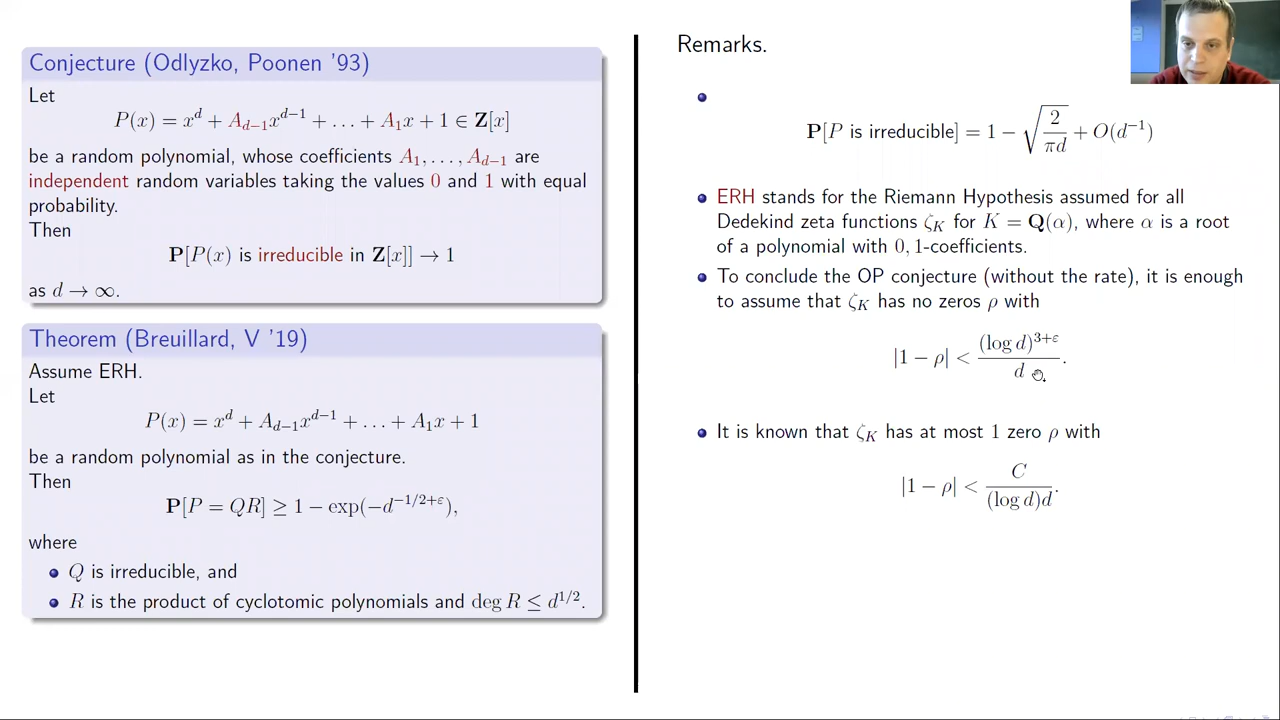 Conjecture (Odlyzko, Poonen '93)
Let
P(x) = x^d + A_{d−1}x^{d−1} + … + A_1x + 1 ∈ Z[x]
be a random polynomial, whose coefficients A_1, …, A_{d−1} are
independent random variables taking the values 0 and 1 with equal
probability.
Then
P[P(x) is irreducible in Z[x]] → 1
as d → ∞.
Theorem (Breuillard, V '19)
Assume ERH.
Let
P(x) = x^d + A_{d−1}x^{d−1} + … + A_1x + 1
be a random polynomial as in the conjecture.
Then
P[P = QR] ≥ 1 − exp(−d^{−1/2+ε}),
where
• Q is irreducible, and
• R is the product of cyclotomic polynomials and deg R ≤ d^{1/2}.
Remarks.
• P[P is irreducible] = 1 − √(2/πd) + O(d^{−1})
• ERH stands for the Riemann Hypothesis assumed for all
Dedekind zeta functions ζ_K for K = Q(α), where α is a root
of a polynomial with 0, 1-coefficients.
• To conclude the OP conjecture (without the rate), it is enough
to assume that ζ_K has no zeros ρ with
|1 − ρ| < (log d)^{3+ε} / d.
• It is known that ζ_K has at most 1 zero ρ with
|1 − ρ| < C / (log d)d.